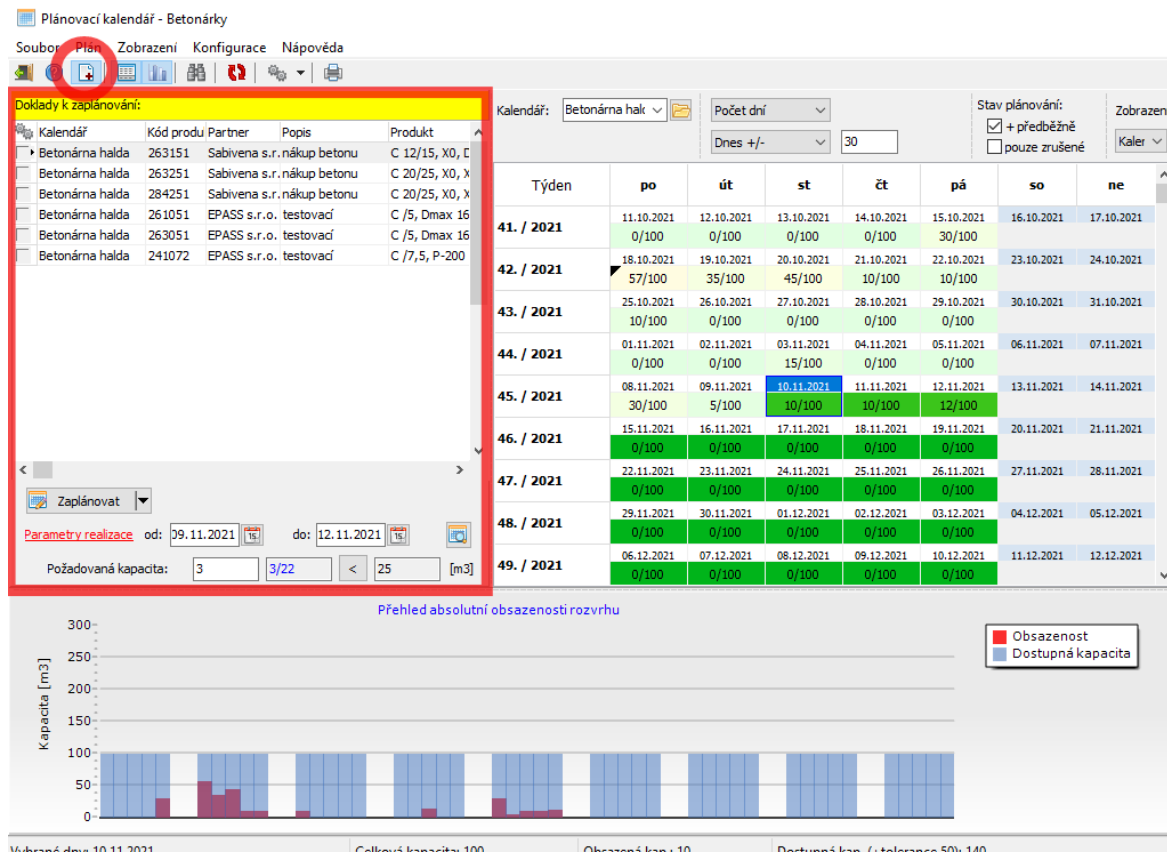 Plánovací kalendář - Betonárky
Soubor Plán Zobrazení Konfigurace Nápověda
Doklady k zaplánování:
Kalendář Kód produ Partner Popis Produkt
Betonárna halda 263151 Sabivena s.r. nákup betonu C 12/15, X0, D
Betonárna halda 263251 Sabivena s.r. nákup betonu C 20/25, X0, X
Betonárna halda 284251 Sabivena s.r. nákup betonu C 20/25, X0, X
Betonárna halda 261051 EPASS s.r.o. testovací C /5, Dmax 16
Betonárna halda 263051 EPASS s.r.o. testovací C /5, Dmax 16
Betonárna halda 241072 EPASS s.r.o. testovací C /7,5, P-200
Zaplánovat
Parametry realizace od: 09.11.2021 15 do: 12.11.2021 15
Požadovaná kapacita: 3 3/22 < 25 [m3]
Kalendář: Betonárna halc Počet dní Stav plánování: Zobrazen
+ předběžně
Dnes +/- 30 pouze zrušené Kaler
Týden po út st čt pá so ne
41. / 2021 11.10.2021 12.10.2021 13.10.2021 14.10.2021 15.10.2021 16.10.2021 17.10.2021
0/100 0/100 0/100 0/100 30/100
42. / 2021 18.10.2021 19.10.2021 20.10.2021 21.10.2021 22.10.2021 23.10.2021 24.10.2021
57/100 35/100 45/100 10/100 10/100
43. / 2021 25.10.2021 26.10.2021 27.10.2021 28.10.2021 29.10.2021 30.10.2021 31.10.2021
10/100 0/100 0/100 0/100 0/100
44. / 2021 01.11.2021 02.11.2021 03.11.2021 04.11.2021 05.11.2021 06.11.2021 07.11.2021
0/100 0/100 15/100 0/100 0/100
45. / 2021 08.11.2021 09.11.2021 10.11.2021 11.11.2021 12.11.2021 13.11.2021 14.11.2021
30/100 5/100 10/100 10/100 12/100
46. / 2021 15.11.2021 16.11.2021 17.11.2021 18.11.2021 19.11.2021 20.11.2021 21.11.2021
0/100 0/100 0/100 0/100 0/100
47. / 2021 22.11.2021 23.11.2021 24.11.2021 25.11.2021 26.11.2021 27.11.2021 28.11.2021
0/100 0/100 0/100 0/100 0/100
48. / 2021 29.11.2021 30.11.2021 01.12.2021 02.12.2021 03.12.2021 04.12.2021 05.12.2021
0/100 0/100 0/100 0/100 0/100
49. / 2021 06.12.2021 07.12.2021 08.12.2021 09.12.2021 10.12.2021 11.12.2021 12.12.2021
0/100 0/100 0/100 0/100 0/100
Přehled absolutní obsazenosti rozvrhu
Kapacita [m3]
300
250
200
150
100
50
0
Obsazenost
Dostupná kapacita
Vybrané dny: 10.11.2021 Celková kapacita: 100 Obsazená kap.: 10 Dostupná kap. (+tolerance 50): 140